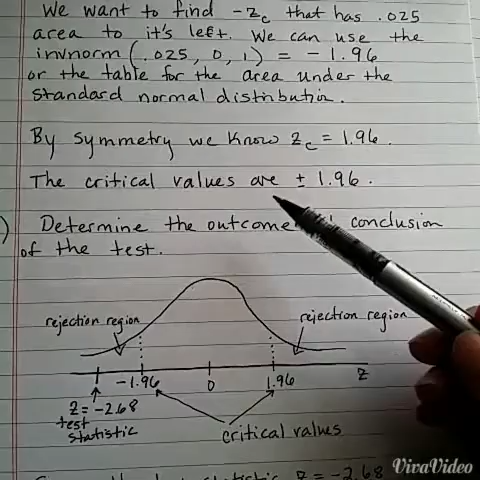 We want to find -zc that has .025
area to it's left. We can use the
invnorm(.025, 0, 1) = -1.96
or the table for the area under the
standard normal distribution.
By symmetry we know zc = 1.96.
The critical values are ± 1.96.
) Determine the outcome conclusion
of the test.
rejection region
rejection region
-1.96
0
1.96
z
z = -2.68
test
statistic
critical values
statistic z = -2.68
VivaVideo